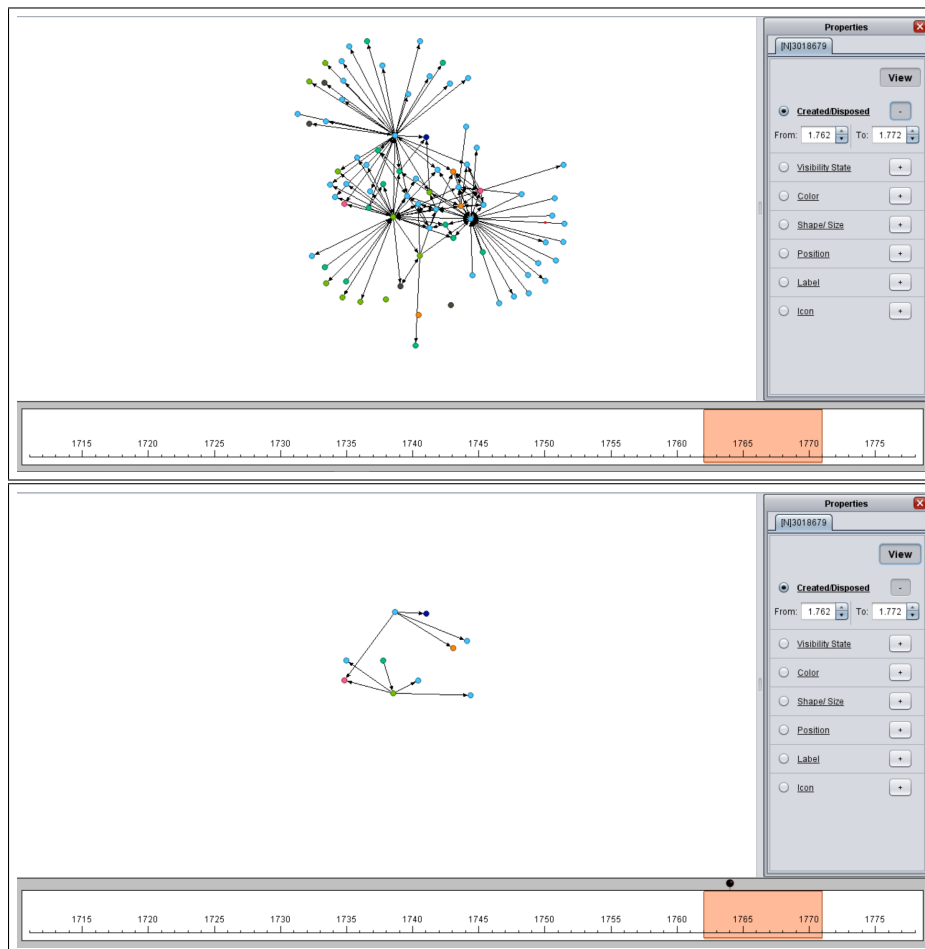 Properties
[N]3018679
View
Created/Disposed -
From: 1.762 To: 1.772
Visibility State +
Color +
Shape/ Size +
Position +
Label +
Icon +
1715 1720 1725 1730 1735 1740 1745 1750 1755 1760 1765 1770 1775
Properties
[N]3018679
View
Created/Disposed -
From: 1.762 To: 1.772
Visibility State +
Color +
Shape/ Size +
Position +
Label +
Icon +
1715 1720 1725 1730 1735 1740 1745 1750 1755 1760 1765 1770 1775